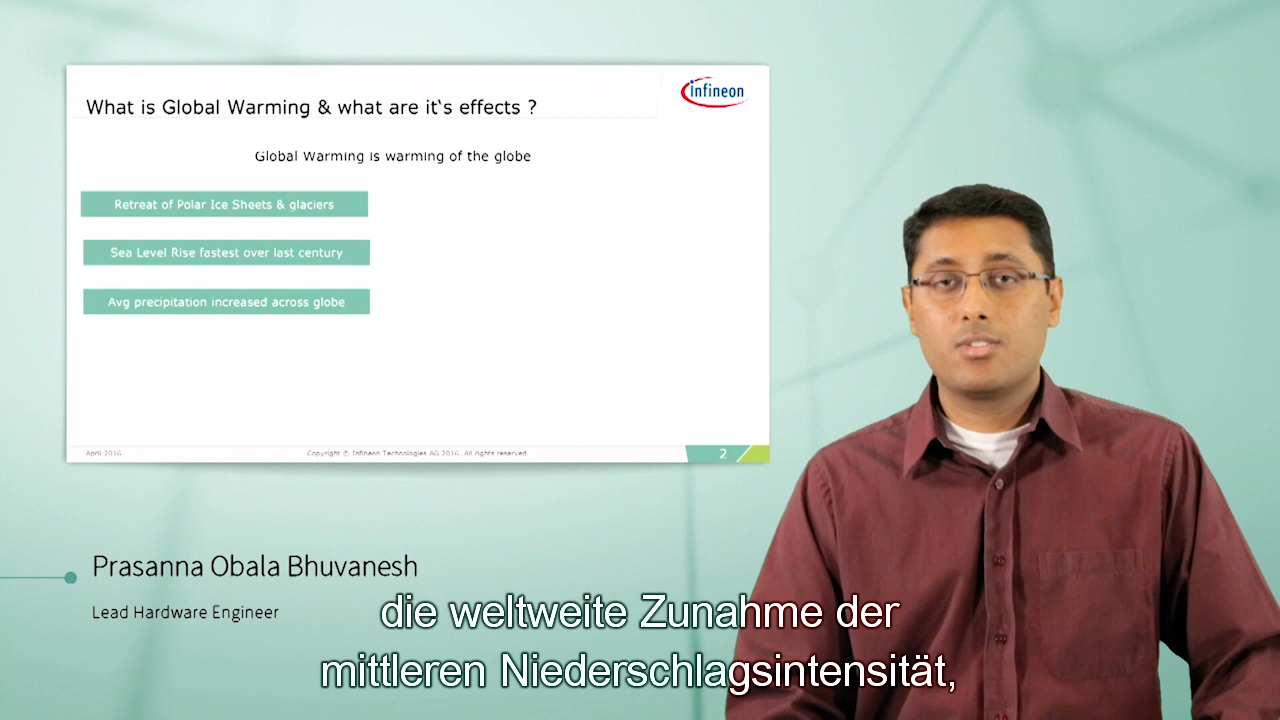 What is Global Warming & what are it's effects ?
infineon
Global Warming is warming of the globe
Retreat of Polar Ice Sheets & glaciers
Sea Level Rise fastest over last century
Avg precipitation increased across globe
April 2016
Copyright © Infineon Technologies AG 2016. All rights reserved
2
Prasanna Obala Bhuvanesh
Lead Hardware Engineer
die weltweite Zunahme der
mittleren Niederschlagsintensität,